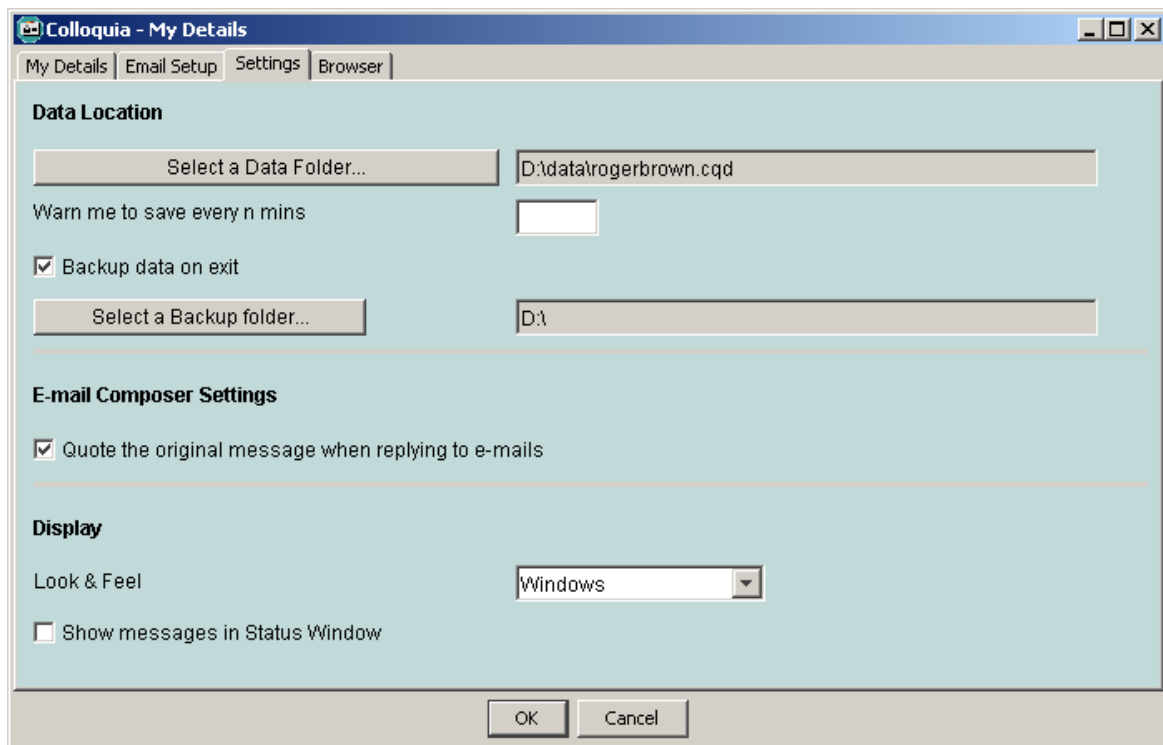 Colloquia - My Details
My Details Email Setup Settings Browser
Data Location
Select a Data Folder... D:\data\rogerbrown.cqd
Warn me to save every n mins
Backup data on exit
Select a Backup folder... D:\
E-mail Composer Settings
Quote the original message when replying to e-mails
Display
Look & Feel Windows
Show messages in Status Window
OK Cancel